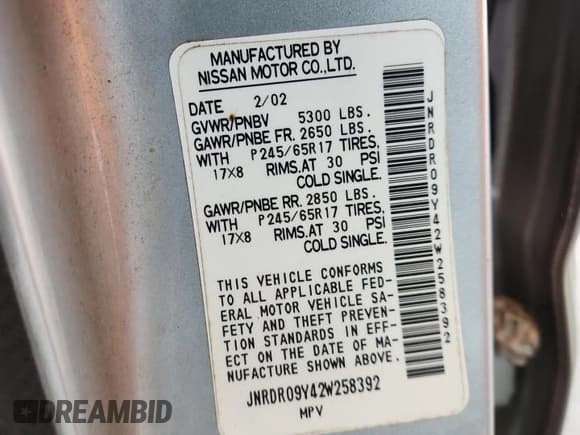 MANUFACTURED BY
NISSAN MOTOR CO.,LTD.
DATE 2/02
GVWR/PNBV 5300 LBS.
GAWR/PNBE FR. 2650 LBS.
WITH P245/65R17 TIRES,
17X8 RIMS,AT 30 PSI
COLD SINGLE.
GAWR/PNBE RR. 2850 LBS.
WITH P245/65R17 TIRES,
17X8 RIMS,AT 30 PSI
COLD SINGLE.
THIS VEHICLE CONFORMS
TO ALL APPLICABLE FED-
ERAL MOTOR VEHICLE SA-
FETY AND THEFT PREVEN-
TION STANDARDS IN EFF-
ECT ON THE DATE OF MA-
NUFACTURE SHOWN ABOVE.
JNRDR09Y42W258392
MPV
JNRDR09Y42W258392
DREAMBID